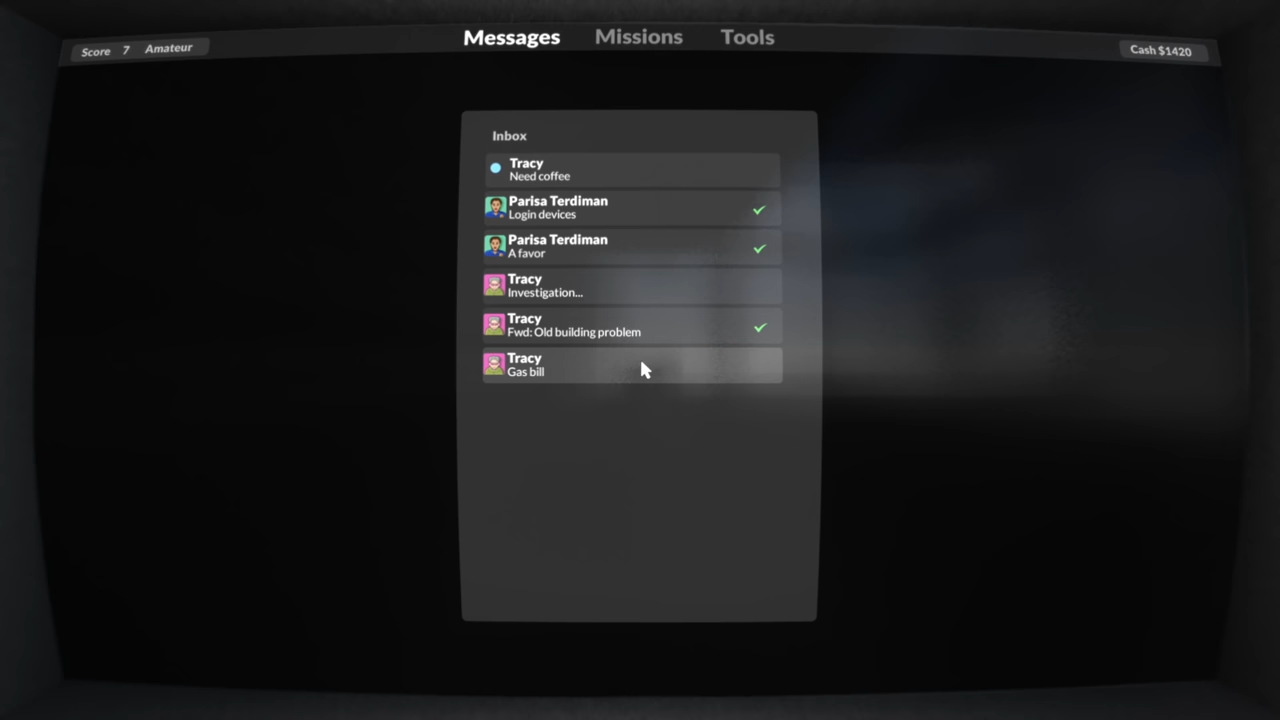 Messages Missions Tools
Score 7 Amateur
Cash $1420
Inbox
Tracy
Need coffee
Parisa Terdiman
Login devices
Parisa Terdiman
A favor
Tracy
Investigation...
Tracy
Fwd: Old building problem
Tracy
Gas bill